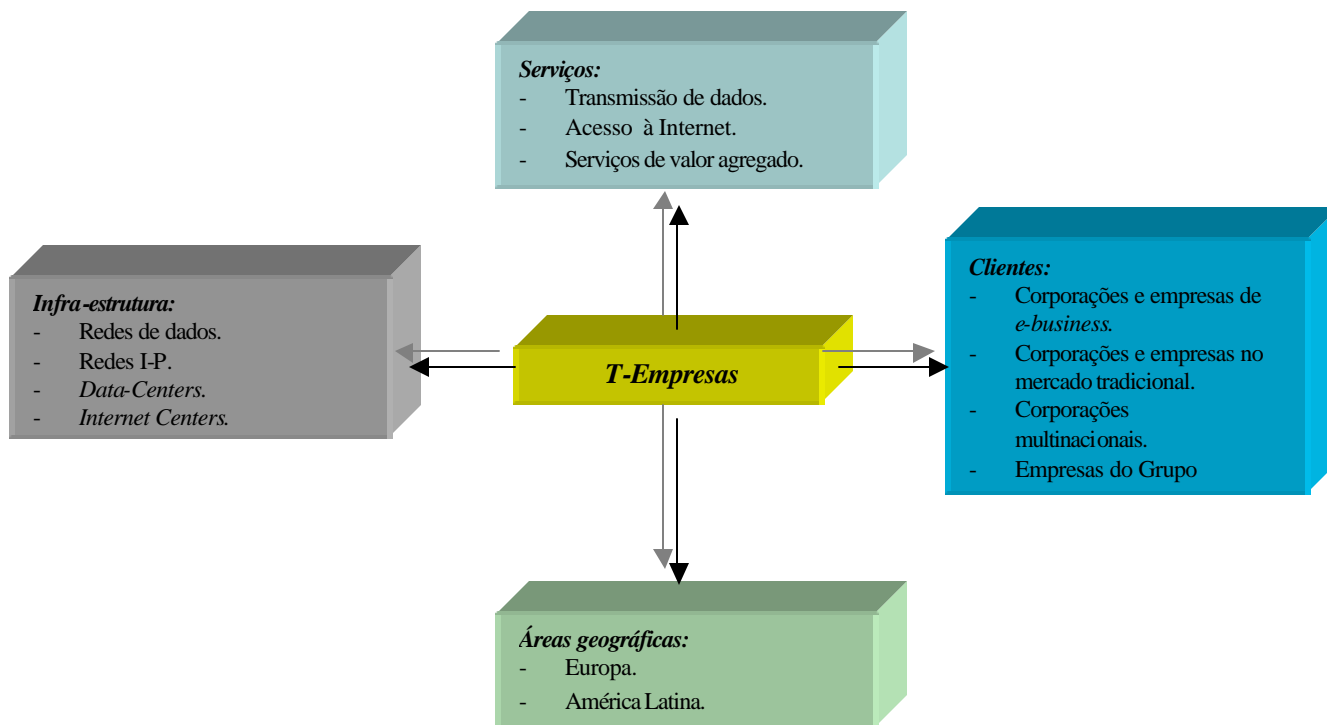 Serviços:
- Transmissão de dados.
- Acesso à Internet.
- Serviços de valor agregado.
Infra-estrutura:
- Redes de dados.
- Redes I-P.
- Data-Centers.
- Internet Centers.
T-Empresas
Clientes:
- Corporações e empresas de
e-business.
- Corporações e empresas no
mercado tradicional.
- Corporações
multinacionais.
- Empresas do Grupo
Áreas geográficas:
- Europa.
- América Latina.